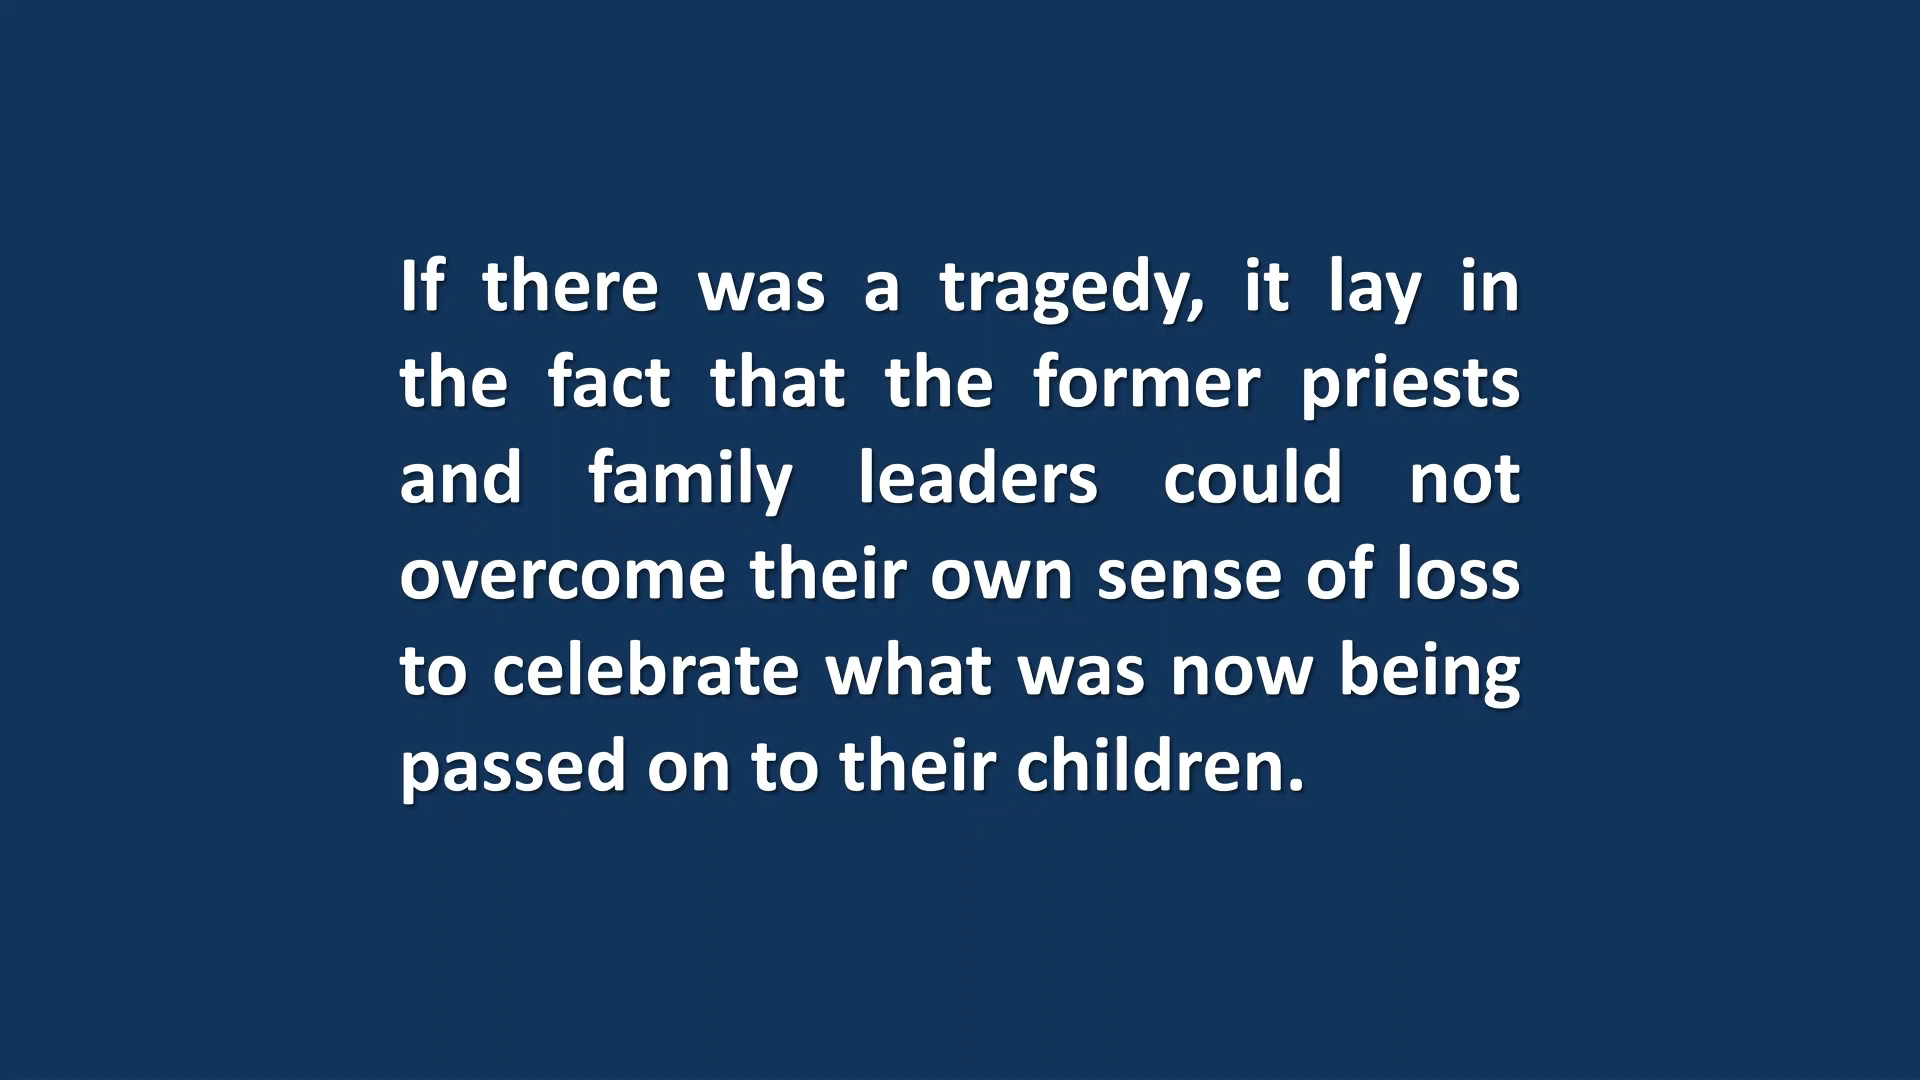 If there was a tragedy, it lay in
the fact that the former priests
and family leaders could not
overcome their own sense of loss
to celebrate what was now being
passed on to their children.